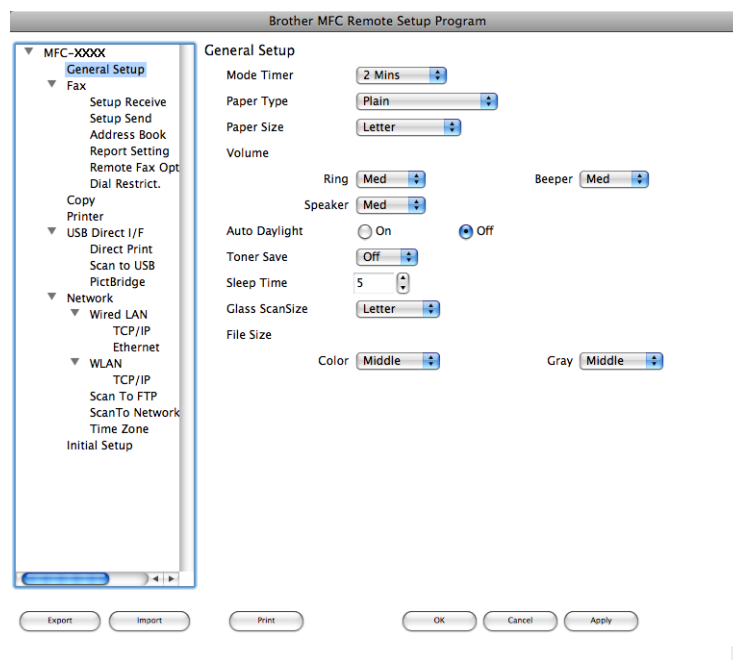 Brother MFC Remote Setup Program
MFC-XXXX
General Setup
Fax
Setup Receive
Setup Send
Address Book
Report Setting
Remote Fax Opt
Dial Restrict.
Copy
Printer
USB Direct I/F
Direct Print
Scan to USB
PictBridge
Network
Wired LAN
TCP/IP
Ethernet
WLAN
TCP/IP
Scan To FTP
ScanTo Network
Time Zone
Initial Setup
General Setup
Mode Timer 2 Mins
Paper Type Plain
Paper Size Letter
Volume
Ring Med Beeper Med
Speaker Med
Auto Daylight On Off
Toner Save Off
Sleep Time 5
Glass ScanSize Letter
File Size
Color Middle Gray Middle
Export Import Print OK Cancel Apply